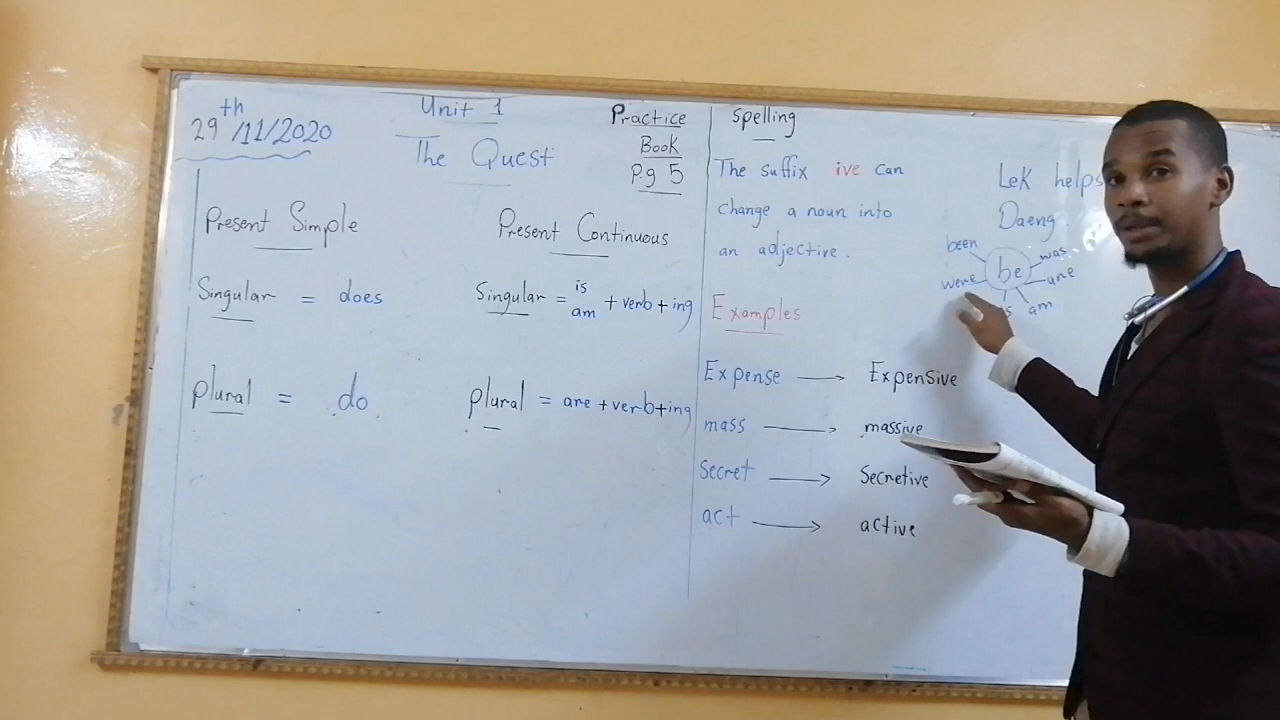 29th/11/2020
Unit 1
The Quest
Practice
Book
P.g 5
Present Simple
Singular = does
plural = do
Present Continuous
Singular = is
am + verb + ing
plural = are + verb + ing
Spelling
The suffix ive can
change a noun into
an adjective.
Examples
Expense → Expensive
mass → massive
Secret → Secretive
act → active
Lek helps
Daeng.
been
was
be
were
are
am